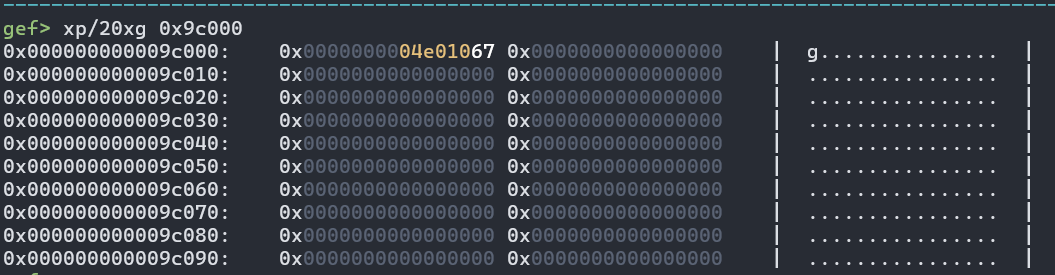 gef> xp/20xg 0x9c000
0x000000000009c000:    0x0000000004e01067 0x0000000000000000    |  g...............  |
0x000000000009c010:    0x0000000000000000 0x0000000000000000    |  ................  |
0x000000000009c020:    0x0000000000000000 0x0000000000000000    |  ................  |
0x000000000009c030:    0x0000000000000000 0x0000000000000000    |  ................  |
0x000000000009c040:    0x0000000000000000 0x0000000000000000    |  ................  |
0x000000000009c050:    0x0000000000000000 0x0000000000000000    |  ................  |
0x000000000009c060:    0x0000000000000000 0x0000000000000000    |  ................  |
0x000000000009c070:    0x0000000000000000 0x0000000000000000    |  ................  |
0x000000000009c080:    0x0000000000000000 0x0000000000000000    |  ................  |
0x000000000009c090:    0x0000000000000000 0x0000000000000000    |  ................  |